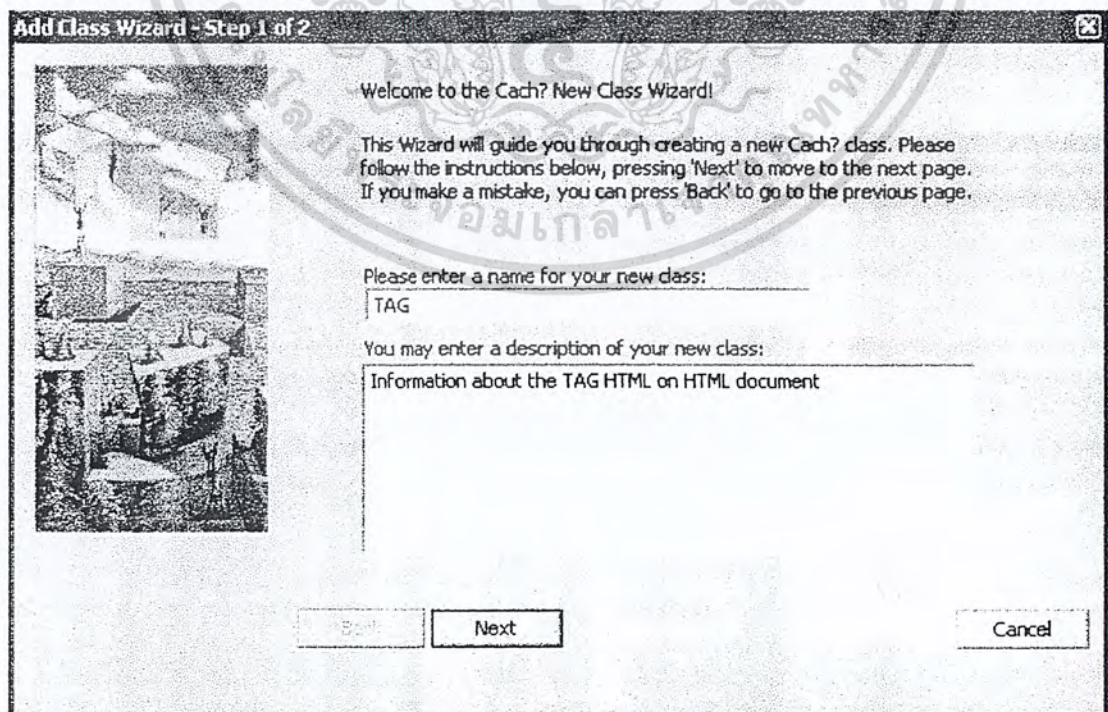 Add Class Wizard - Step 1 of 2
Welcome to the Cach? New Class Wizard!
This Wizard will guide you through creating a new Cach? class. Please
follow the instructions below, pressing 'Next' to move to the next page.
If you make a mistake, you can press 'Back' to go to the previous page.
Please enter a name for your new class:
TAG
You may enter a description of your new class:
Information about the TAG HTML on HTML document
Back
Next
Cancel